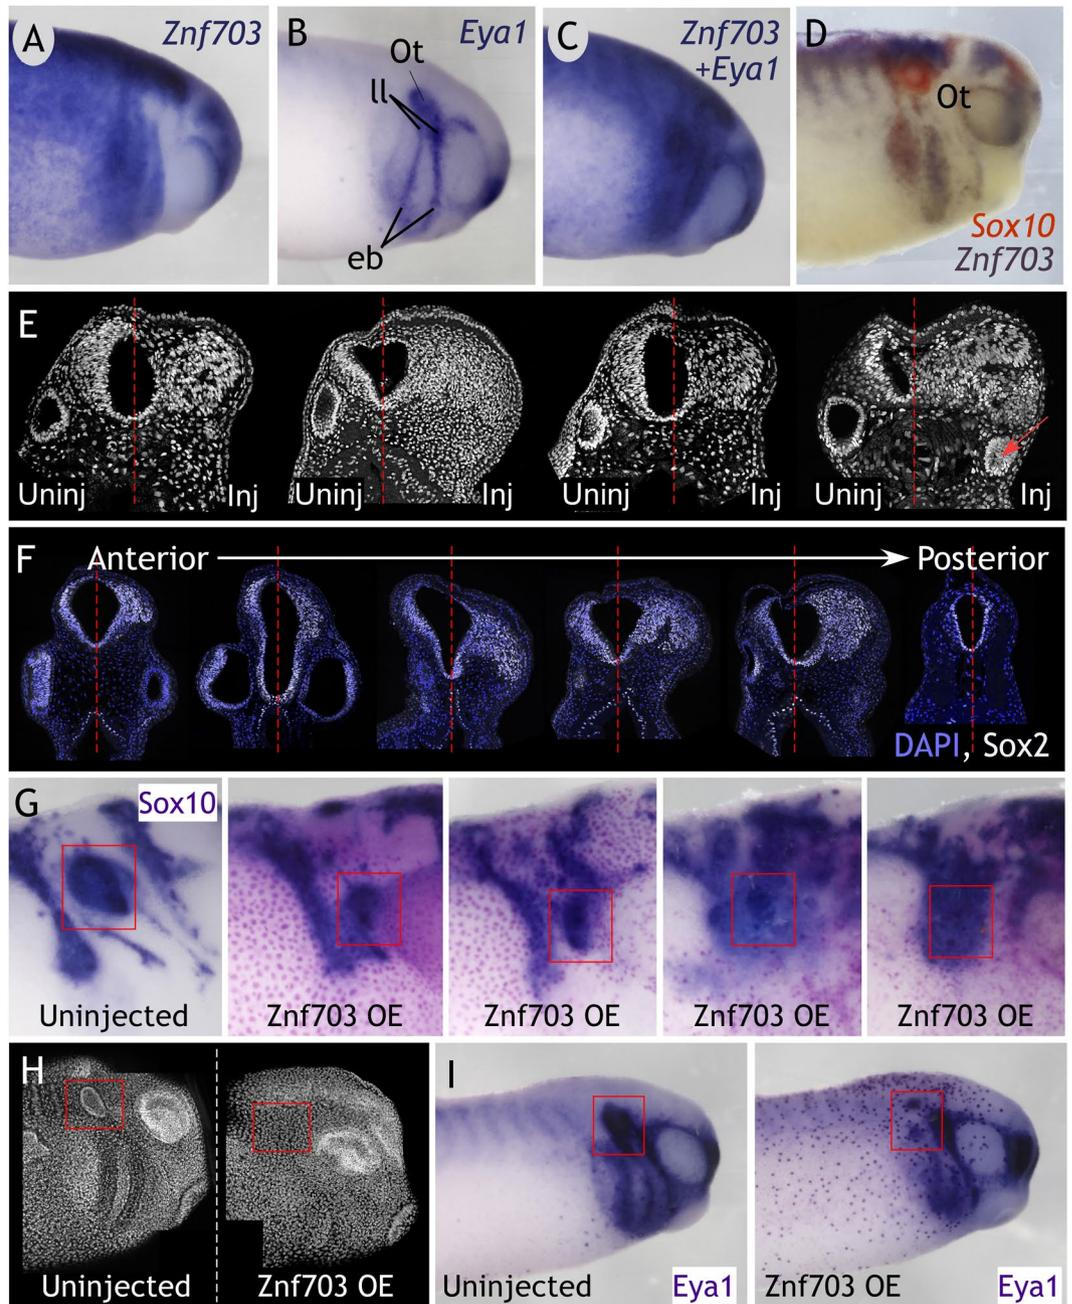 A
Znf703
B
Eya1
Ot
ll
eb
C
Znf703
+Eya1
D
Ot
Sox10
Znf703
E
Uninj
Inj
Uninj
Inj
Uninj
Inj
Uninj
Inj
F
Anterior
Posterior
DAPI, Sox2
G
Sox10
Uninjected
Znf703 OE
Znf703 OE
Znf703 OE
Znf703 OE
H
Uninjected
Znf703 OE
I
Uninjected
Eya1
Znf703 OE
Eya1